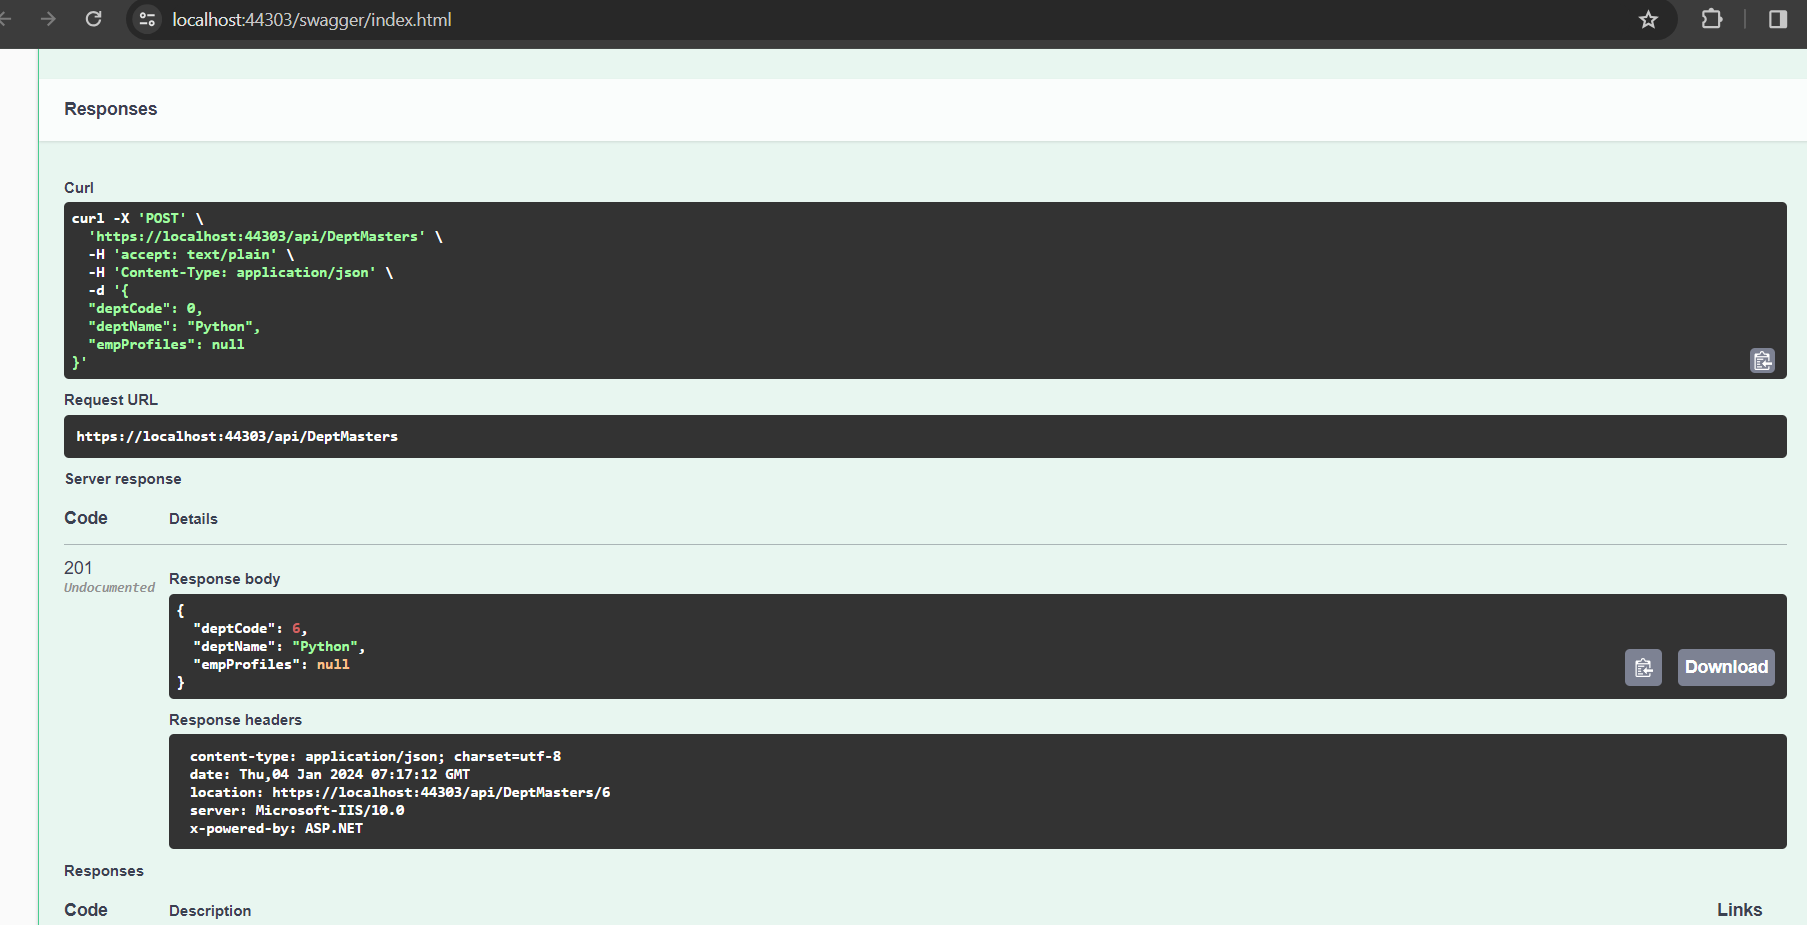 localhost:44303/swagger/index.html
Responses
Curl
curl -X 'POST' \
  'https://localhost:44303/api/DeptMasters' \
  -H 'accept: text/plain' \
  -H 'Content-Type: application/json' \
  -d '{
  "deptCode": 0,
  "deptName": "Python",
  "empProfiles": null
}'
Request URL
https://localhost:44303/api/DeptMasters
Server response
Code Details
201
Undocumented
Response body
{
  "deptCode": 6,
  "deptName": "Python",
  "empProfiles": null
}
Download
Response headers
content-type: application/json; charset=utf-8
date: Thu,04 Jan 2024 07:17:12 GMT
location: https://localhost:44303/api/DeptMasters/6
server: Microsoft-IIS/10.0
x-powered-by: ASP.NET
Responses
Code Description Links